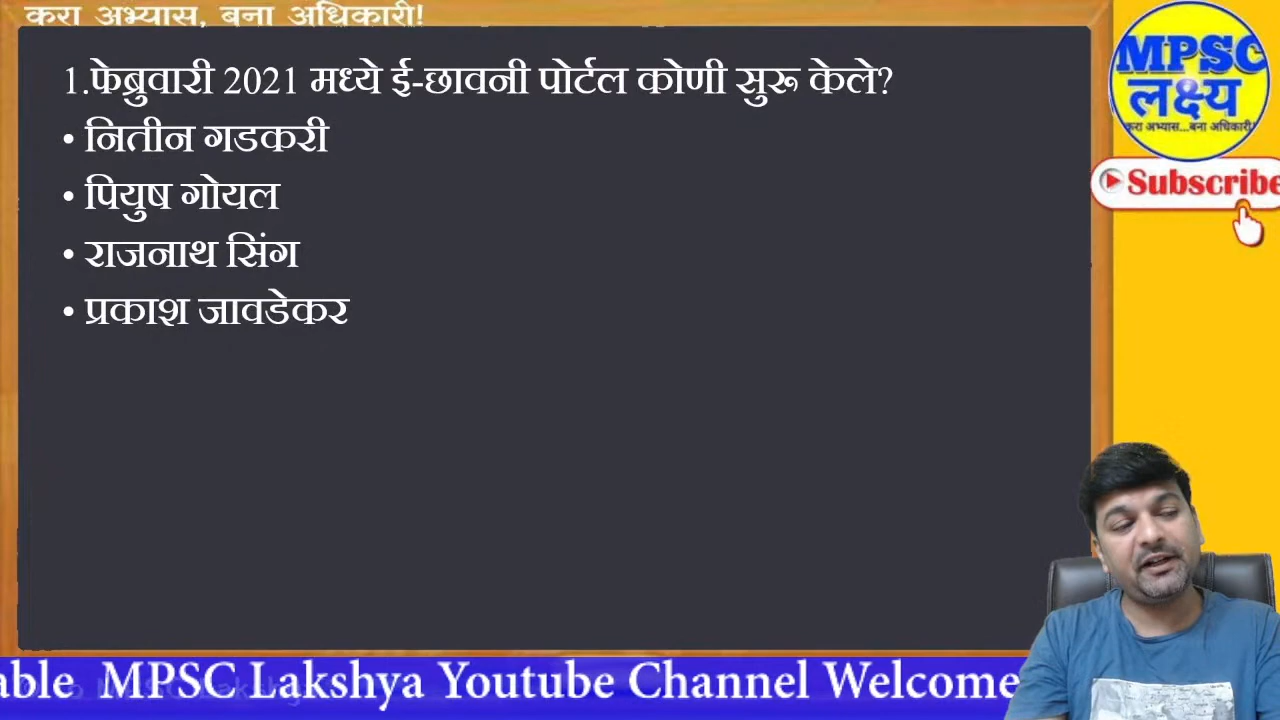 करा अभ्यास, बना अधिकारी!
1.फेब्रुवारी 2021 मध्ये ई-छावनी पोर्टल कोणी सुरू केले?
• नितीन गडकरी
• पियुष गोयल
• राजनाथ सिंग
• प्रकाश जावडेकर
MPSC
लक्ष्य
करा अभ्यास...बना अधिकारी!
Subscribe
able MPSC Lakshya Youtube Channel Welcome